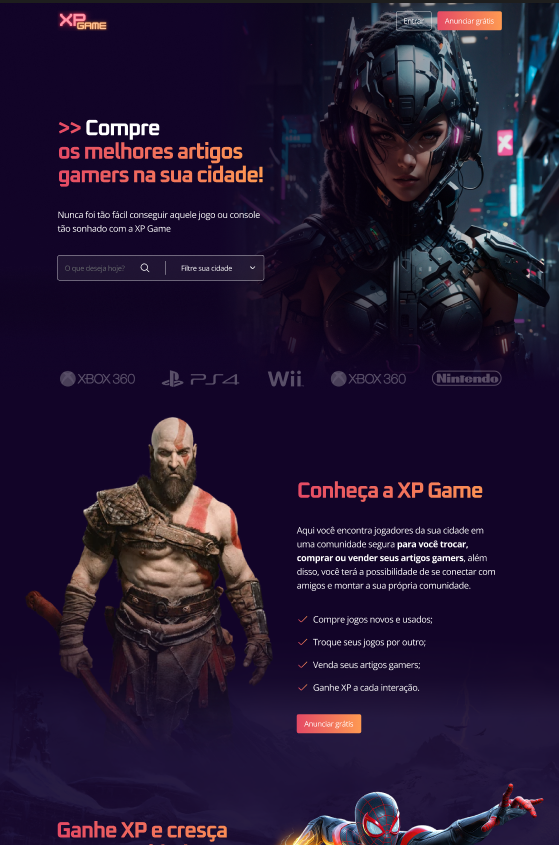 XP
GAME
Entrar
Anunciar grátis
>> Compre
os melhores artigos
gamers na sua cidade!
Nunca foi tão fácil conseguir aquele jogo ou console
tão sonhado com a XP Game
O que deseja hoje?
Filtre sua cidade
XBOX 360
PS4
Wii
XBOX 360
Nintendo
Conheça a XP Game
Aqui você encontra jogadores da sua cidade em
uma comunidade segura para você trocar,
comprar ou vender seus artigos gamers, além
disso, você terá a possibilidade de se conectar com
amigos e montar a sua própria comunidade.
Compre jogos novos e usados;
Troque seus jogos por outro;
Venda seus artigos gamers;
Ganhe XP a cada interação.
Anunciar grátis
Ganhe XP e cresça